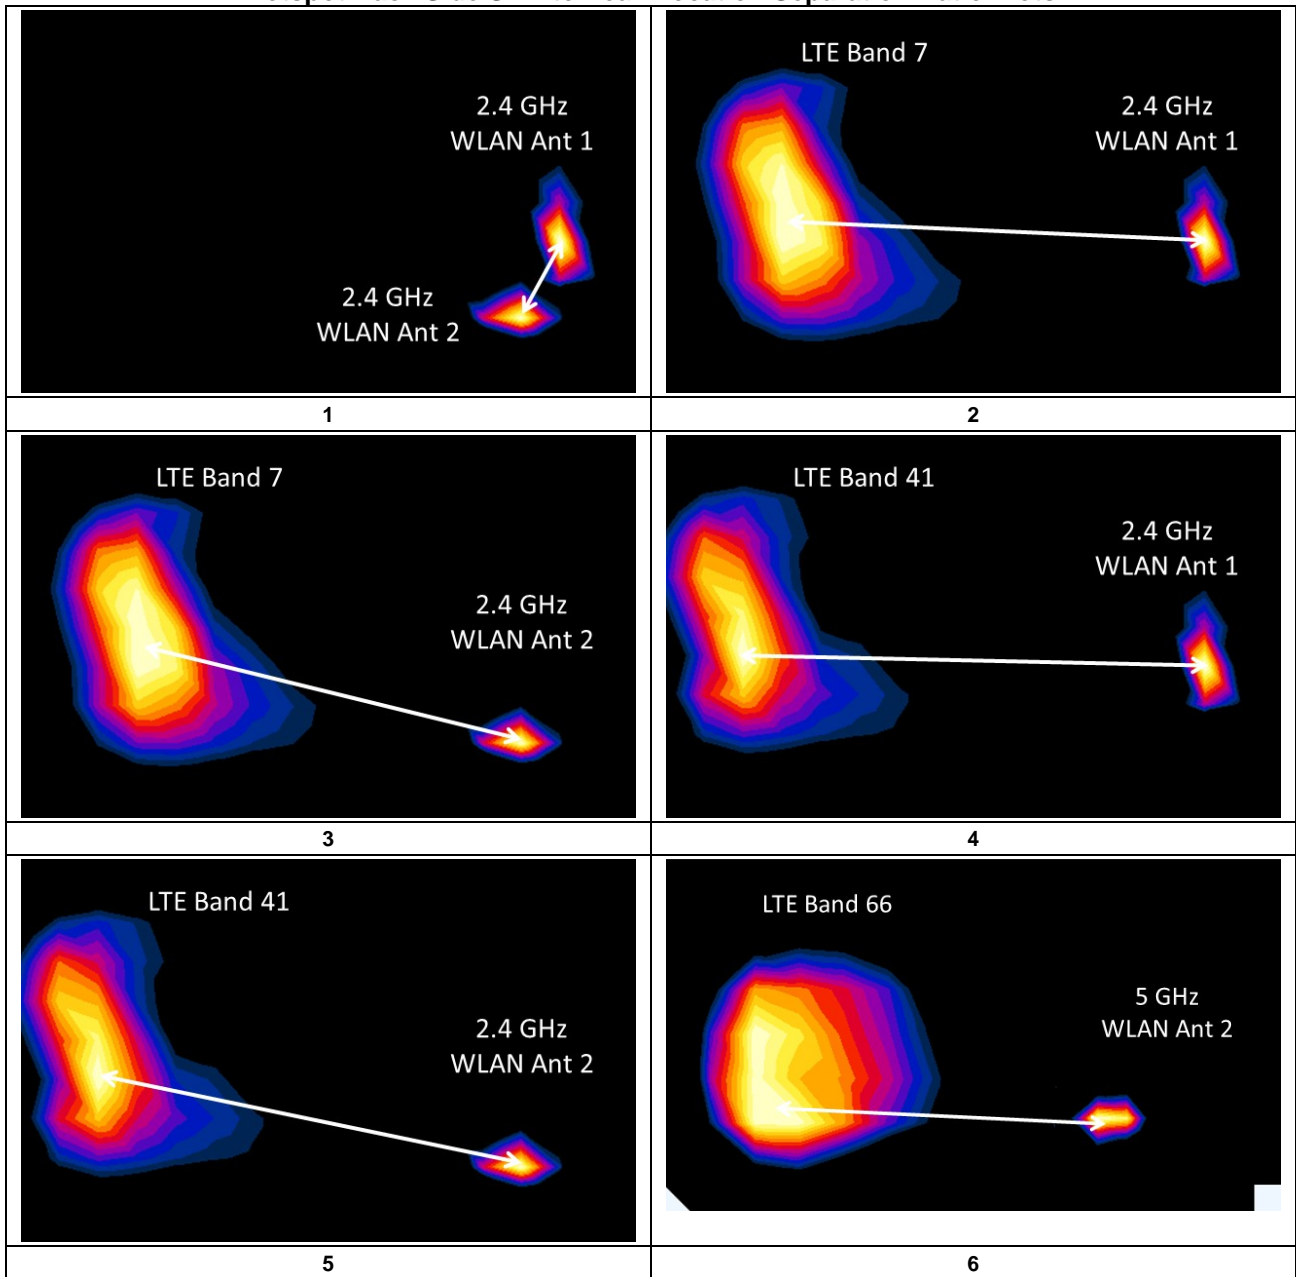 LTE Band 7
2.4 GHz
WLAN Ant 1
2.4 GHz
WLAN Ant 2
2.4 GHz
WLAN Ant 1
1
2
LTE Band 7
2.4 GHz
WLAN Ant 2
LTE Band 41
2.4 GHz
WLAN Ant 1
3
4
LTE Band 41
2.4 GHz
WLAN Ant 2
LTE Band 66
5 GHz
WLAN Ant 2
5
6